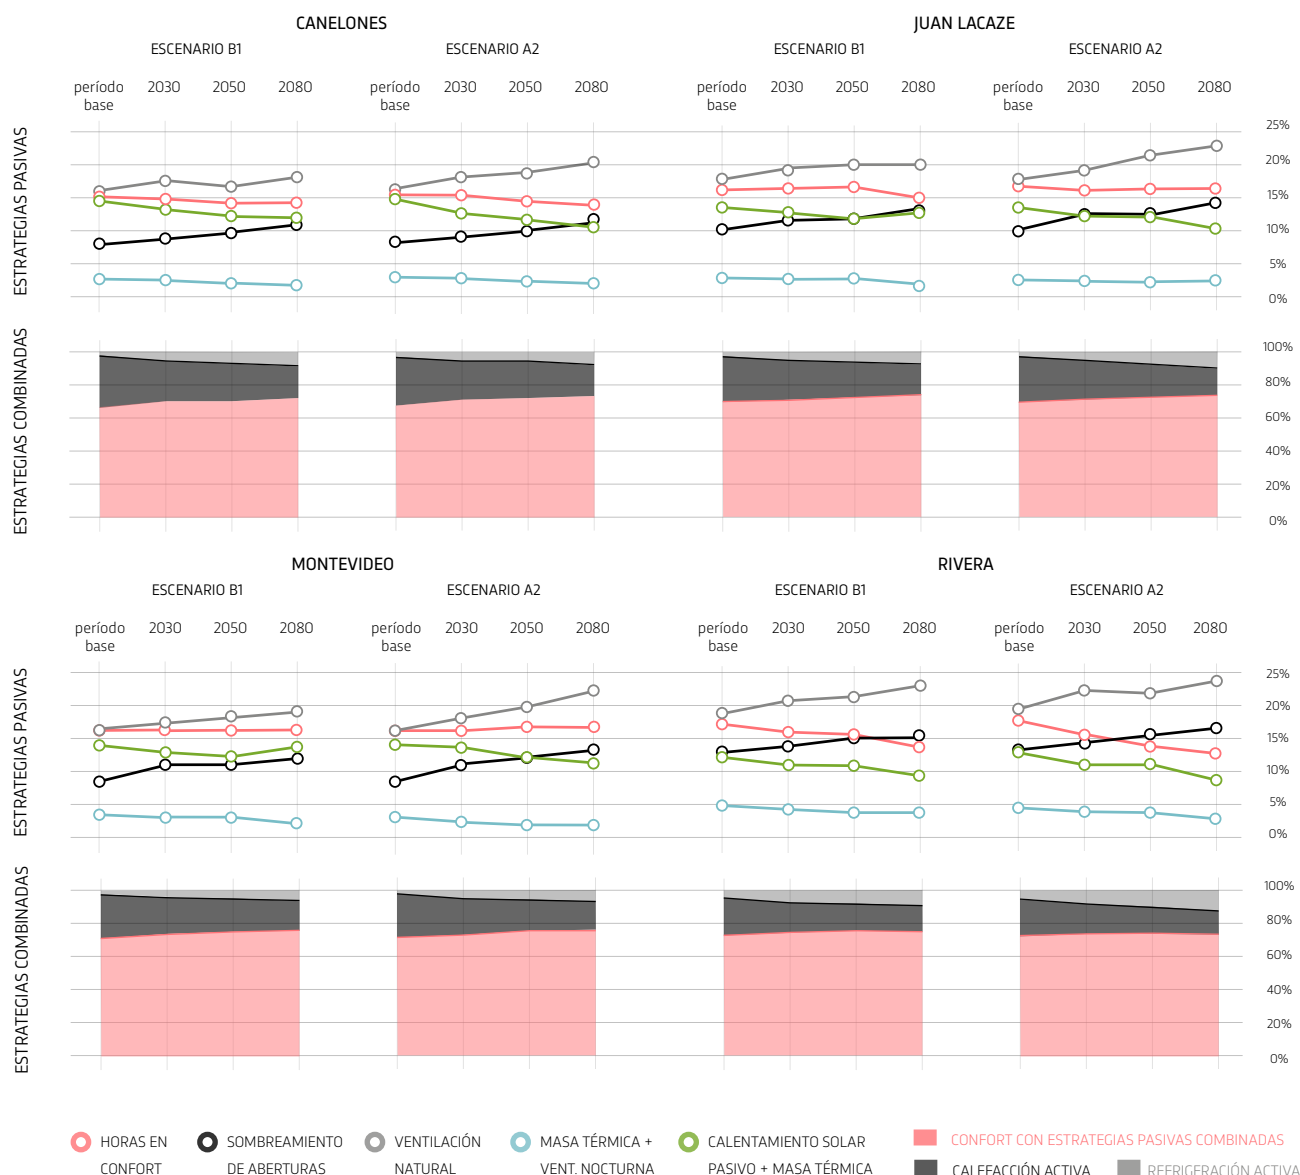 CANELONES
JUAN LACAZE
ESCENARIO B1
ESCENARIO A2
ESCENARIO B1
ESCENARIO A2
período base
2030
2050
2080
período base
2030
2050
2080
período base
2030
2050
2080
período base
2030
2050
2080
ESTRATEGIAS PASIVAS
25%
20%
15%
10%
5%
0%
ESTRATEGIAS COMBINADAS
100%
80%
60%
40%
20%
0%
MONTEVIDEO
RIVERA
ESCENARIO B1
ESCENARIO A2
ESCENARIO B1
ESCENARIO A2
período base
2030
2050
2080
período base
2030
2050
2080
período base
2030
2050
2080
período base
2030
2050
2080
ESTRATEGIAS PASIVAS
25%
20%
15%
10%
5%
0%
ESTRATEGIAS COMBINADAS
100%
80%
60%
40%
20%
0%
HORAS EN
CONFORT
SOMBREAMIENTO
DE ABERTURAS
VENTILACIÓN
NATURAL
MASA TÉRMICA +
VENT. NOCTURNA
CALENTAMIENTO SOLAR
PASIVO + MASA TÉRMICA
CONFORT CON ESTRATEGIAS PASIVAS COMBINADAS
CALEFACCIÓN ACTIVA
REFRIGERACIÓN ACTIVA